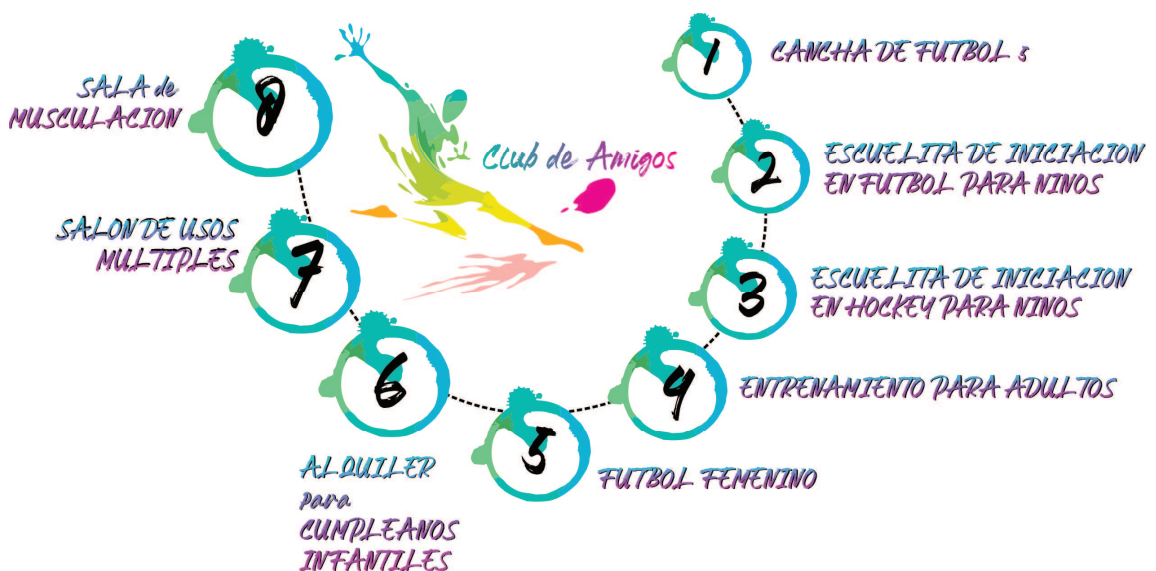 1
CANCHA DE FUTBOL 5
2
ESCUELITA DE INICIACION
EN FUTBOL PARA NINOS
3
ESCUELITA DE INICIACION
EN HOCKEY PARA NINOS
4
ENTRENAMIENTO PARA ADULTOS
5
FUTBOL FEMENINO
6
ALQUILER
para
CUMPLEANOS
INFANTILES
7
SALON DE USOS
MULTIPLES
8
SALA de
MUSCULACION
Club de Amigos